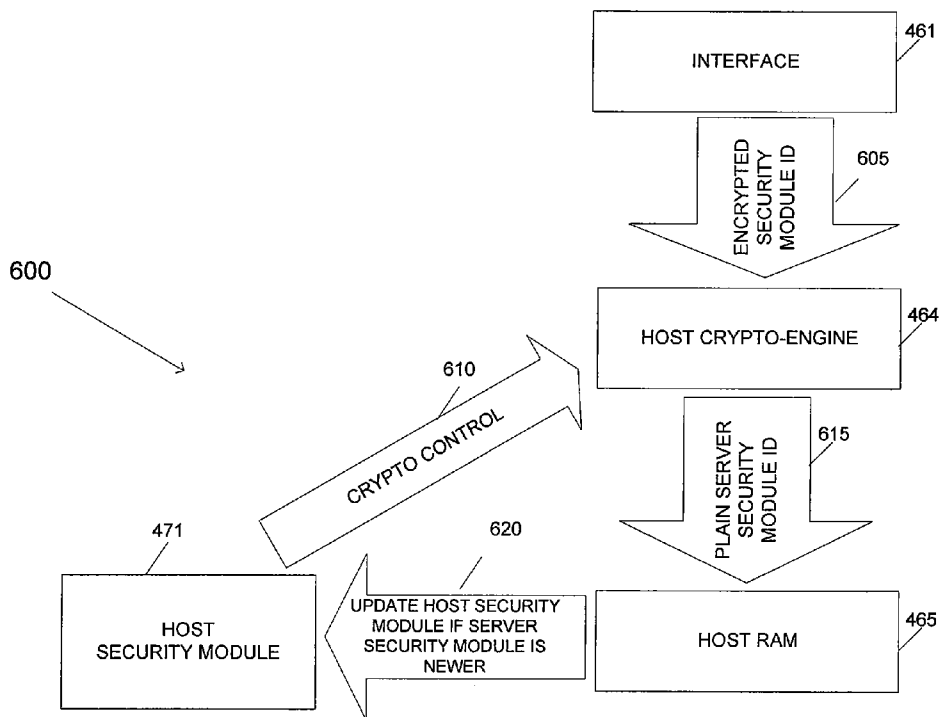 461
INTERFACE
ENCRYPTED
SECURITY
MODULE ID
605
600
464
HOST CRYPTO-ENGINE
610
CRYPTO CONTROL
PLAIN SERVER
SECURITY
MODULE ID
615
471
620
HOST
SECURITY MODULE
UPDATE HOST SECURITY
MODULE IF SERVER
SECURITY MODULE IS
NEWER
465
HOST RAM